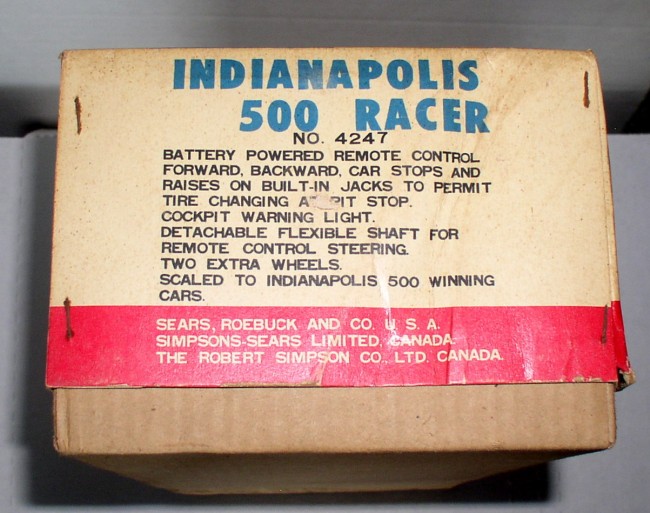 INDIANAPOLIS
500 RACER
NO. 4247
BATTERY POWERED REMOTE CONTROL
FORWARD, BACKWARD, CAR STOPS AND
RAISES ON BUILT-IN JACKS TO PERMIT
TIRE CHANGING AT PIT STOP.
COCKPIT WARNING LIGHT.
DETACHABLE FLEXIBLE SHAFT FOR
REMOTE CONTROL STEERING.
TWO EXTRA WHEELS.
SCALED TO INDIANAPOLIS 500 WINNING
CARS.
SEARS, ROEBUCK AND CO. U. S. A.
SIMPSONS-SEARS LIMITED, CANADA.
THE ROBERT SIMPSON CO., LTD. CANADA.